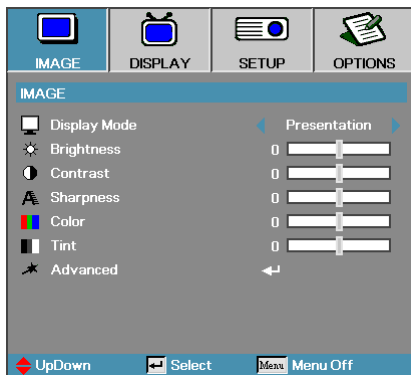 IMAGE DISPLAY SETUP OPTIONS
IMAGE
Display Mode Presentation
Brightness 0
Contrast 0
Sharpness 0
Color 0
Tint 0
Advanced
UpDown Select Menu Menu Off